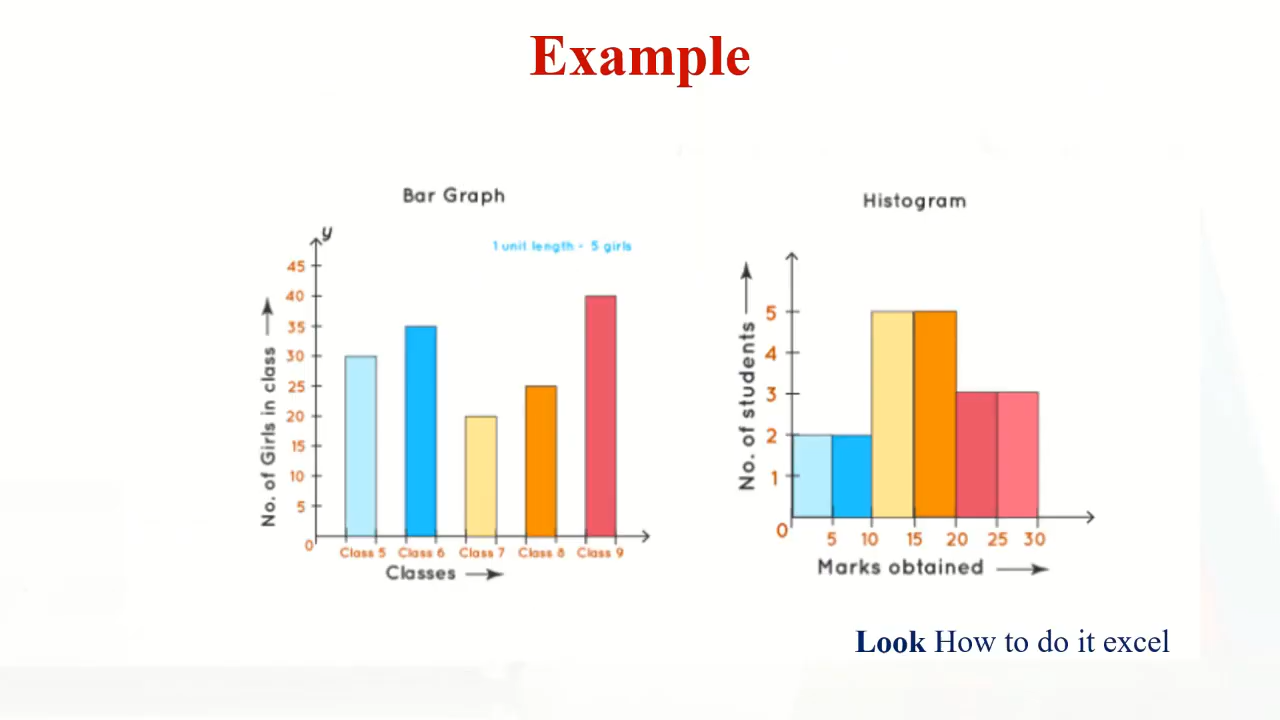 Example
Bar Graph
y
1 unit length - 5 girls
45
40
35
30
25
20
15
10
5
0
No. of Girls in class
Class 5 Class 6 Class 7 Class 8 Class 9
Classes
Histogram
5
4
3
2
1
0
No. of students
5 10 15 20 25 30
Marks obtained
Look How to do it excel